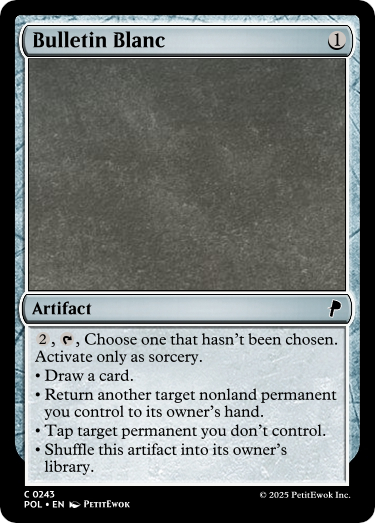 Bulletin Blanc 1
Artifact
2, , Choose one that hasn't been chosen.
Activate only as sorcery.
• Draw a card.
• Return another target nonland permanent
you control to its owner's hand.
• Tap target permanent you don't control.
• Shuffle this artifact into its owner's
library.
C 0243
POL • EN PetitEwok
© 2025 PetitEwok Inc.